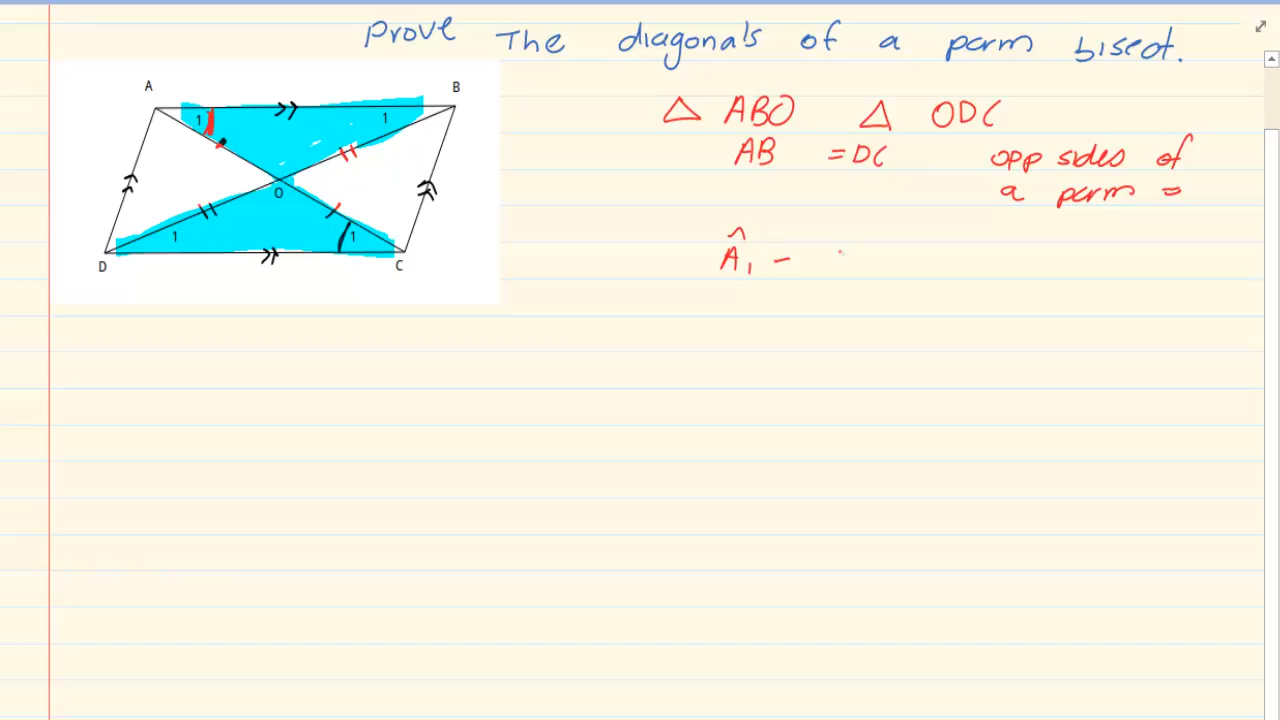 Prove The diagonals of a parm bisect.
A B
1 1
O
1 1
D C
△ ABO △ ODC
AB = DC opp sides of
a parm =
Â₁ –